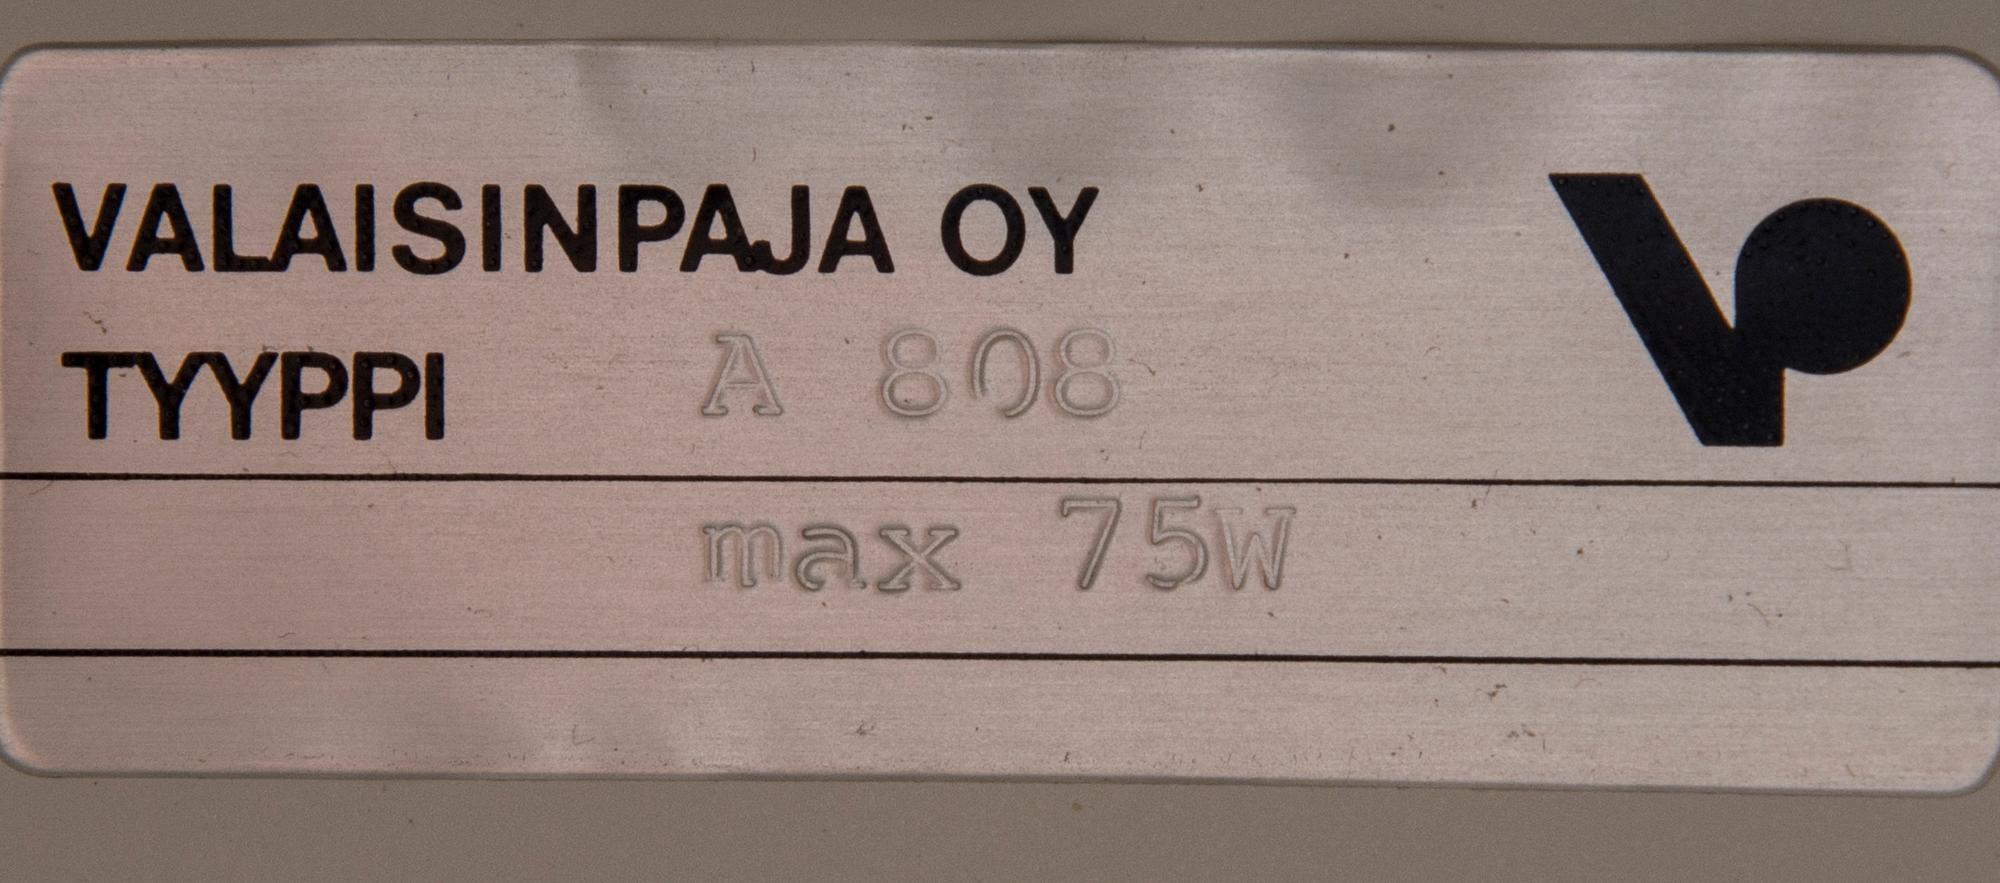 VALAISINPAJA OY
TYYPPI A 808
max 75W